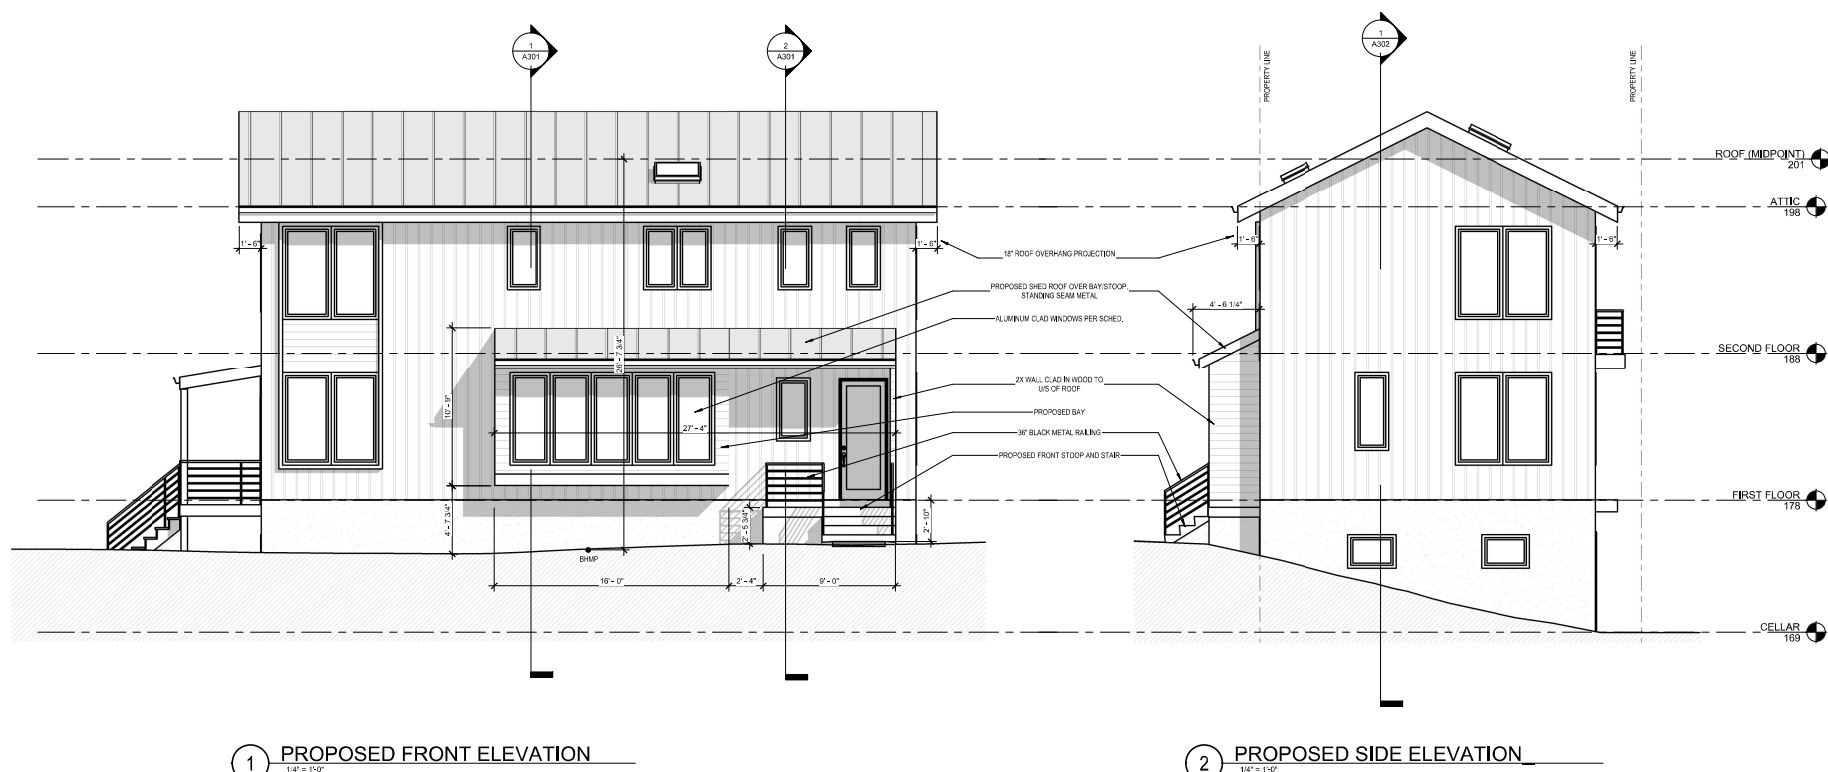 1
A301
2
A301
PROPERTY LINE
1
A302
PROPERTY LINE
ROOF (MIDPOINT)
201
ATTIC
198
1' - 6"
1' - 6"
18" ROOF OVERHANG PROJECTION
1' - 6"
1' - 6"
PROPOSED SHED ROOF OVER BAY/STOOP,
STANDING SEAM METAL
4' - 6 1/4"
ALUMINUM CLAD WINDOWS PER SCHED.
26' - 7 3/4"
SECOND FLOOR
188
2X WALL CLAD IN WOOD TO
U/S OF ROOF
10' - 9"
27' - 4"
PROPOSED BAY
36" BLACK METAL RAILING
PROPOSED FRONT STOOP AND STAIR
FIRST FLOOR
178
4' - 7 3/4"
2' - 5 3/4"
2' - 10"
BHMP
16' - 0"
2' - 4"
9' - 0"
CELLAR
169
1
PROPOSED FRONT ELEVATION
1/4" = 1'-0"
2
PROPOSED SIDE ELEVATION
1/4" = 1'-0"